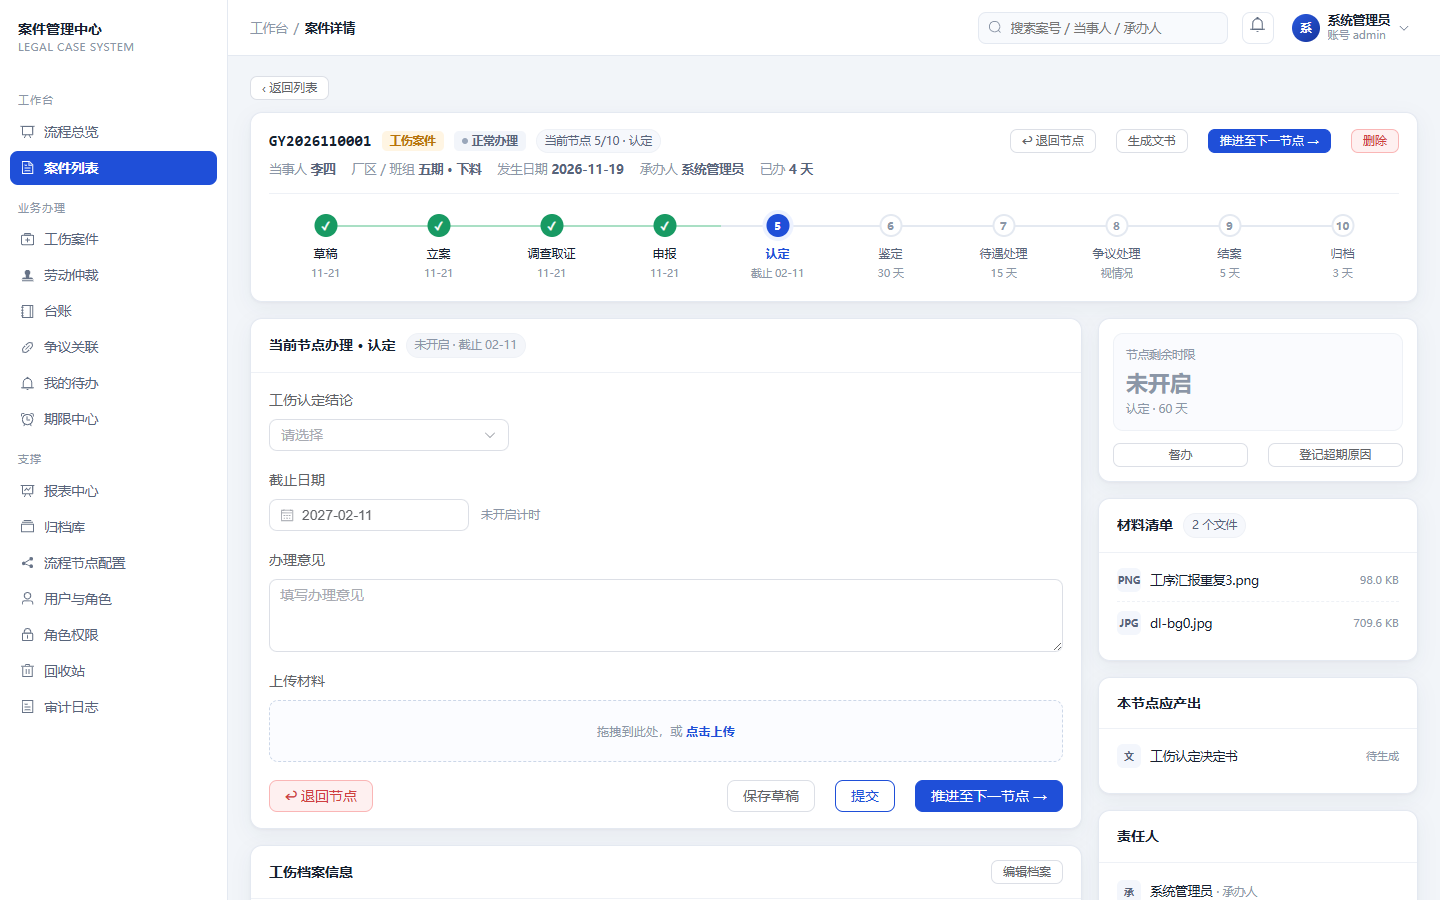 案件管理中心
LEGAL CASE SYSTEM
工作台
流程总览
案件列表
业务办理
工伤案件
劳动仲裁
台账
争议关联
我的待办
期限中心
支撑
报表中心
归档库
流程节点配置
用户与角色
角色权限
回收站
审计日志
工作台 / 案件详情
搜索案号 / 当事人 / 承办人
系
系统管理员
账号 admin
‹ 返回列表
GY2026110001 工伤案件 正常办理 当前节点 5/10 · 认定
↩ 退回节点 生成文书 推进至下一节点 → 删除
当事人 李四 厂区 / 班组 五期 • 下料 发生日期 2026-11-19 承办人 系统管理员 已办 4 天
✓ ✓ ✓ ✓ 5 6 7 8 9 10
草稿 立案 调查取证 申报 认定 鉴定 待遇处理 争议处理 结案 归档
11-21 11-21 11-21 11-21 截止 02-11 30 天 15 天 视情况 5 天 3 天
当前节点办理 • 认定 未开启 · 截止 02-11
工伤认定结论
请选择
截止日期
2027-02-11 未开启计时
办理意见
填写办理意见
上传材料
拖拽到此处，或 点击上传
↩ 退回节点 保存草稿 提交 推进至下一节点 →
工伤档案信息 编辑档案
节点剩余时限
未开启
认定 · 60 天
督办 登记超期原因
材料清单 2 个文件
PNG 工序汇报重复3.png 98.0 KB
JPG dl-bg0.jpg 709.6 KB
本节点应产出
文 工伤认定决定书 待生成
责任人
承 系统管理员 · 承办人